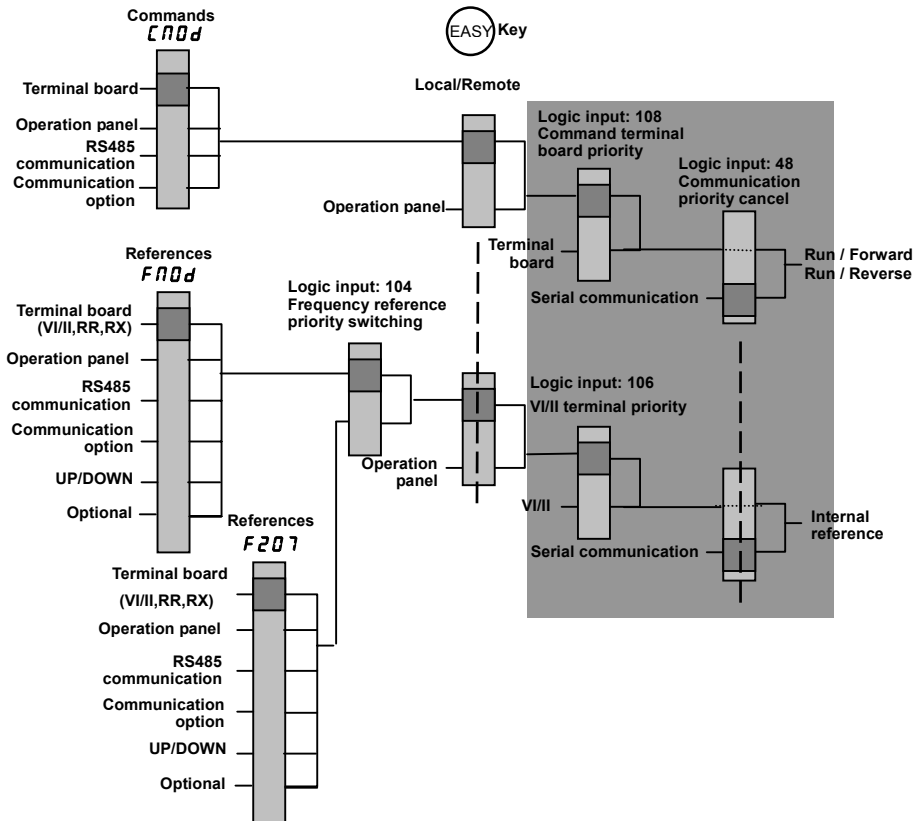 Commands
CMOd
EASY Key
Terminal board
Operation panel
RS485
communication
Communication
option
Local/Remote
Operation panel
Logic input: 108
Command terminal
board priority
Terminal
board
Logic input: 48
Communication
priority cancel
Serial communication
Run / Forward
Run / Reverse
References
FMOd
Terminal board
(VI/II,RR,RX)
Operation panel
RS485
communication
Communication
option
UP/DOWN
Optional
Logic input: 104
Frequency reference
priority switching
Operation
panel
Logic input: 106
VI/II terminal priority
VI/II
Serial communication
Internal
reference
References
F207
Terminal board
(VI/II,RR,RX)
Operation panel
RS485
communication
Communication
option
UP/DOWN
Optional